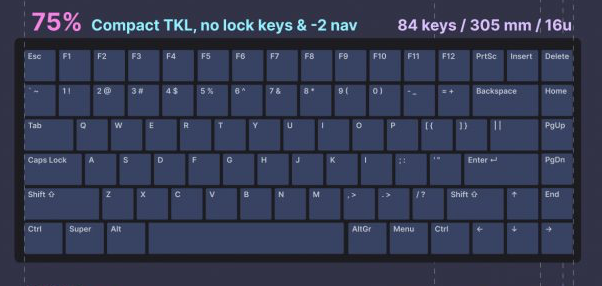 75% Compact TKL, no lock keys & -2 nav 84 keys / 305 mm / 16u
Esc F1 F2 F3 F4 F5 F6 F7 F8 F9 F10 F11 F12 PrtSc Insert Delete
` ~ 1 ! 2 @ 3 # 4 $ 5 % 6 ^ 7 & 8 * 9 ( 0 ) - _ = + Backspace Home
Tab Q W E R T Y U I O P [ { ] } | | PgUp
Caps Lock A S D F G H J K I ; : ' " Enter ↵ PgDn
Shift ⇧ Z X C V B N M , > . > / ? Shift ⇧ ↑ End
Ctrl Super Alt AltGr Menu Ctrl ← ↓ →